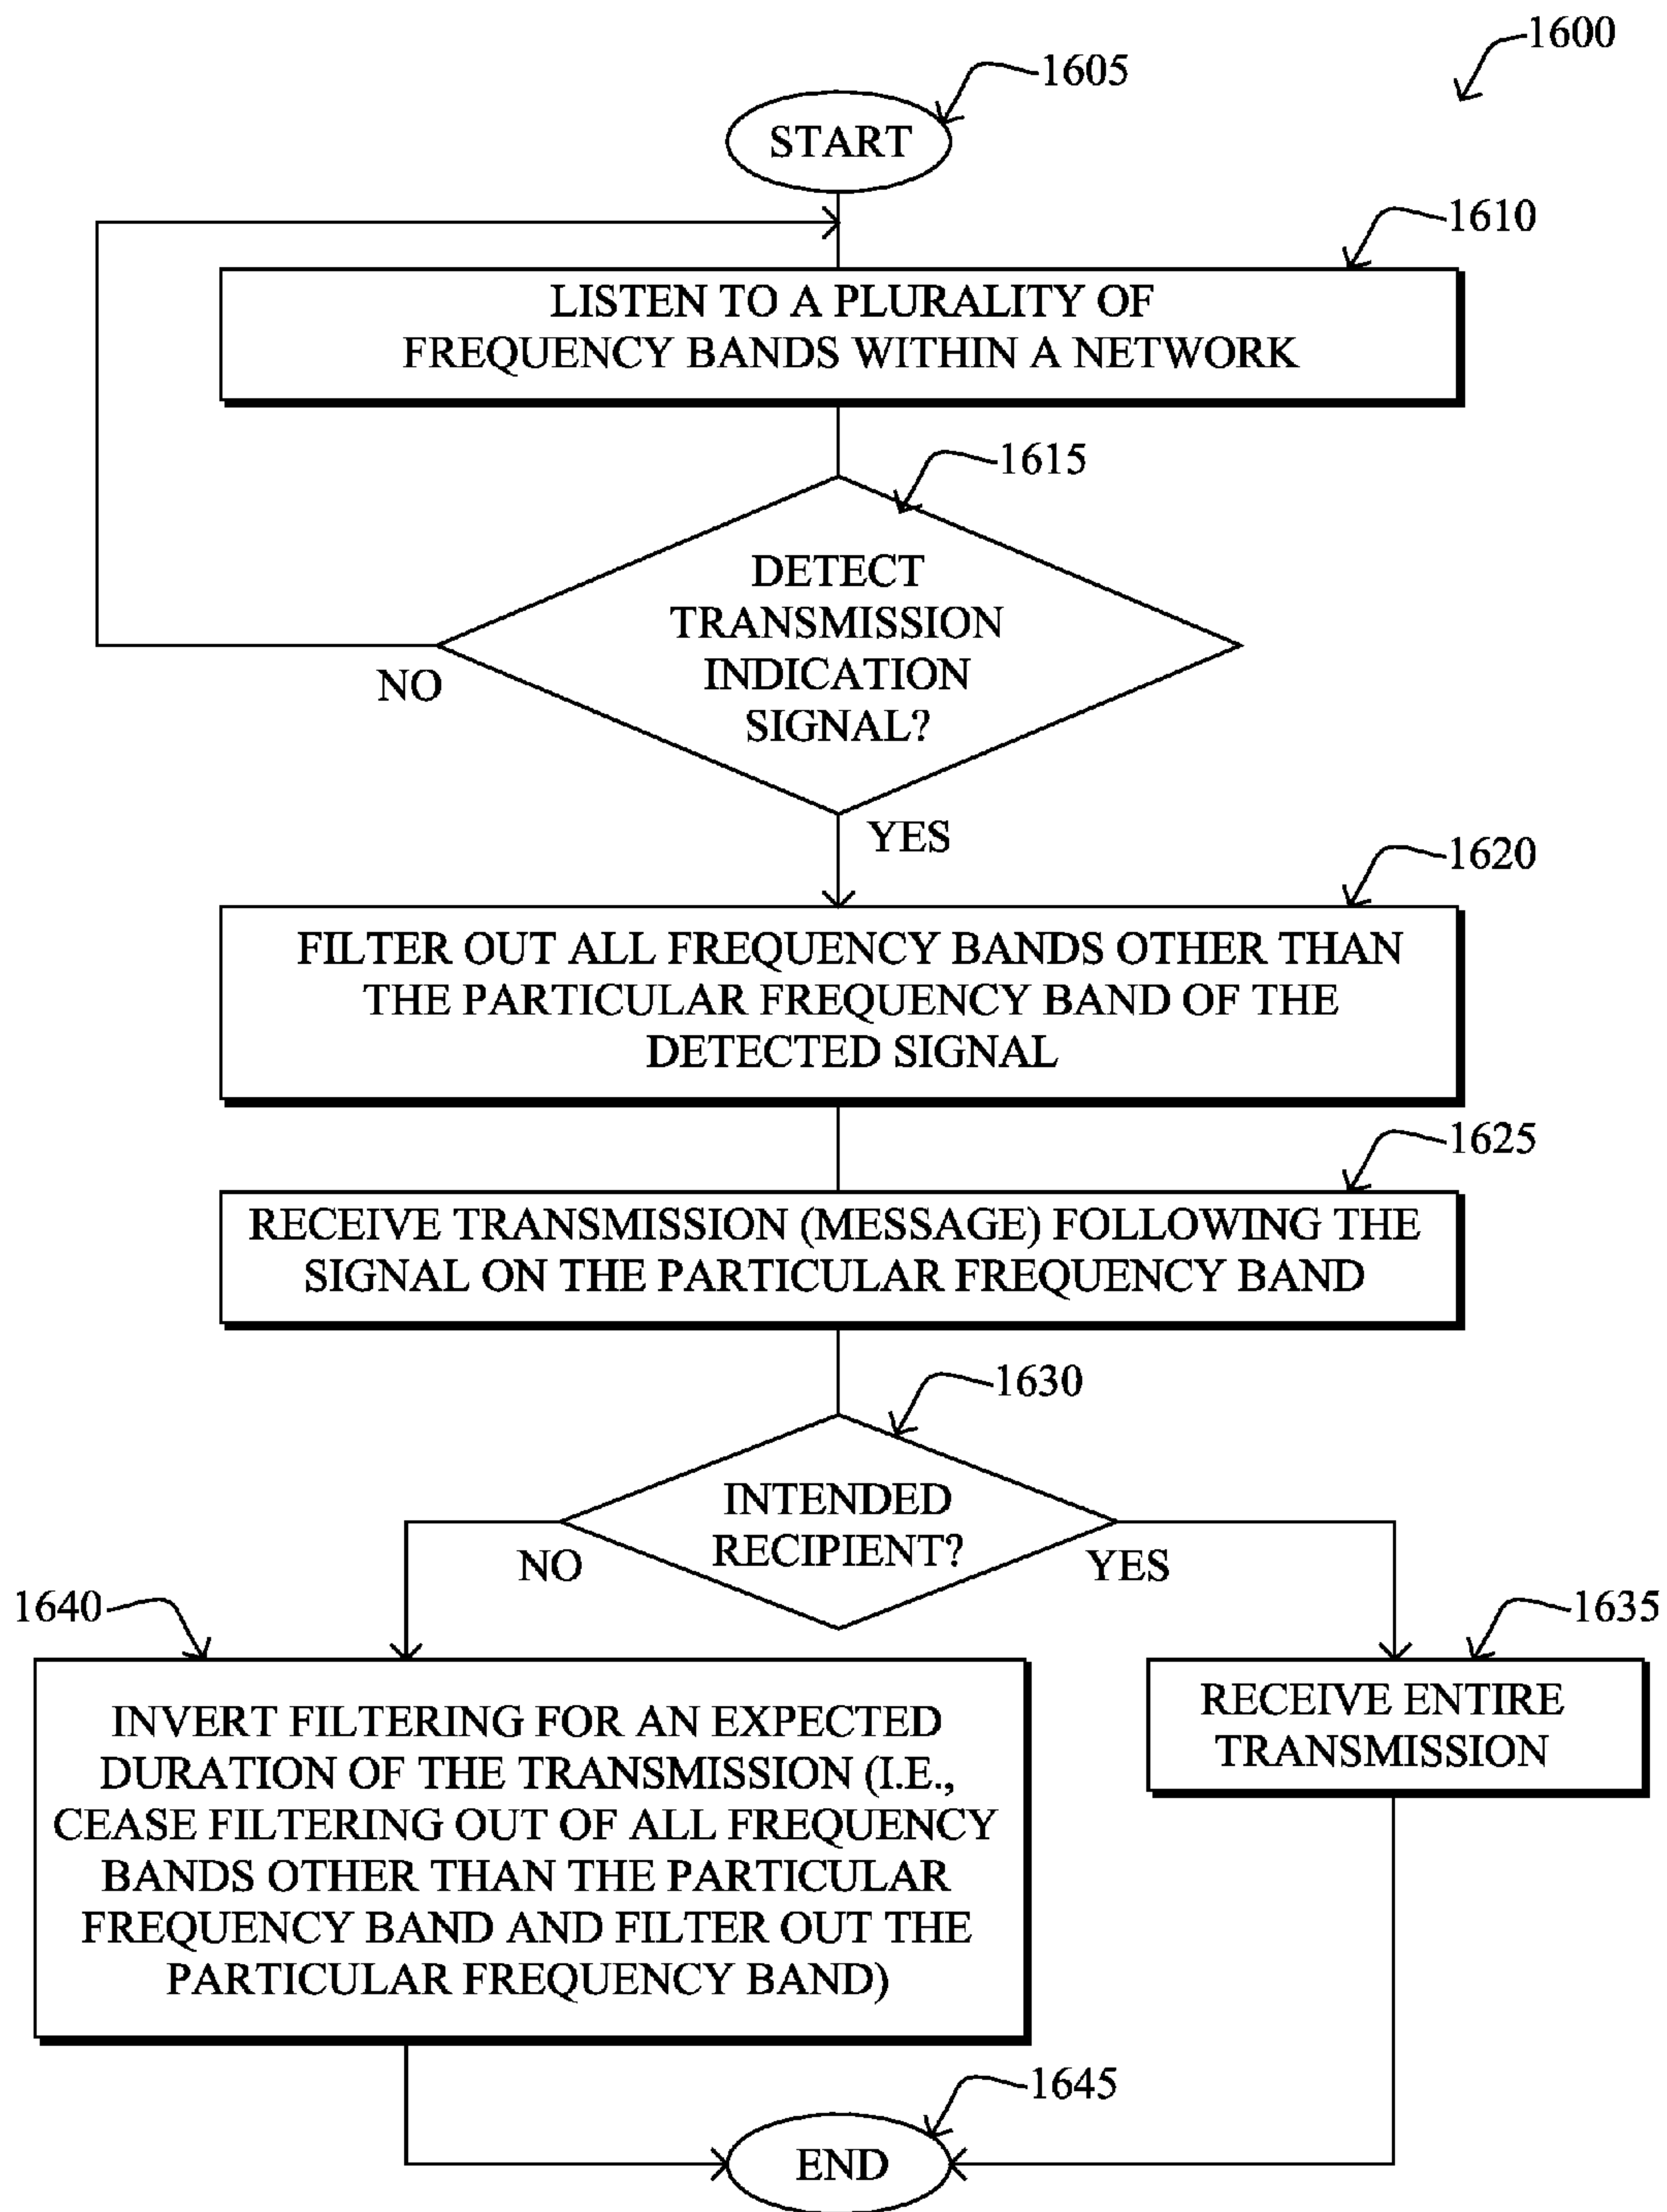 1600
1605
START
1610
LISTEN TO A PLURALITY OF
FREQUENCY BANDS WITHIN A NETWORK
1615
DETECT
TRANSMISSION
INDICATION
SIGNAL?
NO
YES
1620
FILTER OUT ALL FREQUENCY BANDS OTHER THAN
THE PARTICULAR FREQUENCY BAND OF THE
DETECTED SIGNAL
1625
RECEIVE TRANSMISSION (MESSAGE) FOLLOWING THE
SIGNAL ON THE PARTICULAR FREQUENCY BAND
1630
INTENDED
RECIPIENT?
NO
YES
1640
1635
INVERT FILTERING FOR AN EXPECTED
DURATION OF THE TRANSMISSION (I.E.,
CEASE FILTERING OUT OF ALL FREQUENCY
BANDS OTHER THAN THE PARTICULAR
FREQUENCY BAND AND FILTER OUT THE
PARTICULAR FREQUENCY BAND)
RECEIVE ENTIRE
TRANSMISSION
1645
END